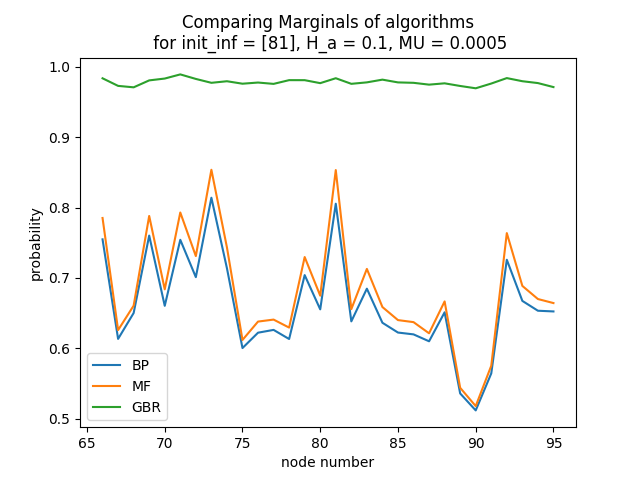 Comparing Marginals of algorithms
for init_inf = [81], H_a = 0.1, MU = 0.0005
1.0
0.9
0.8
0.7
0.6
0.5
probability
BP
MF
GBR
65 70 75 80 85 90 95
node number